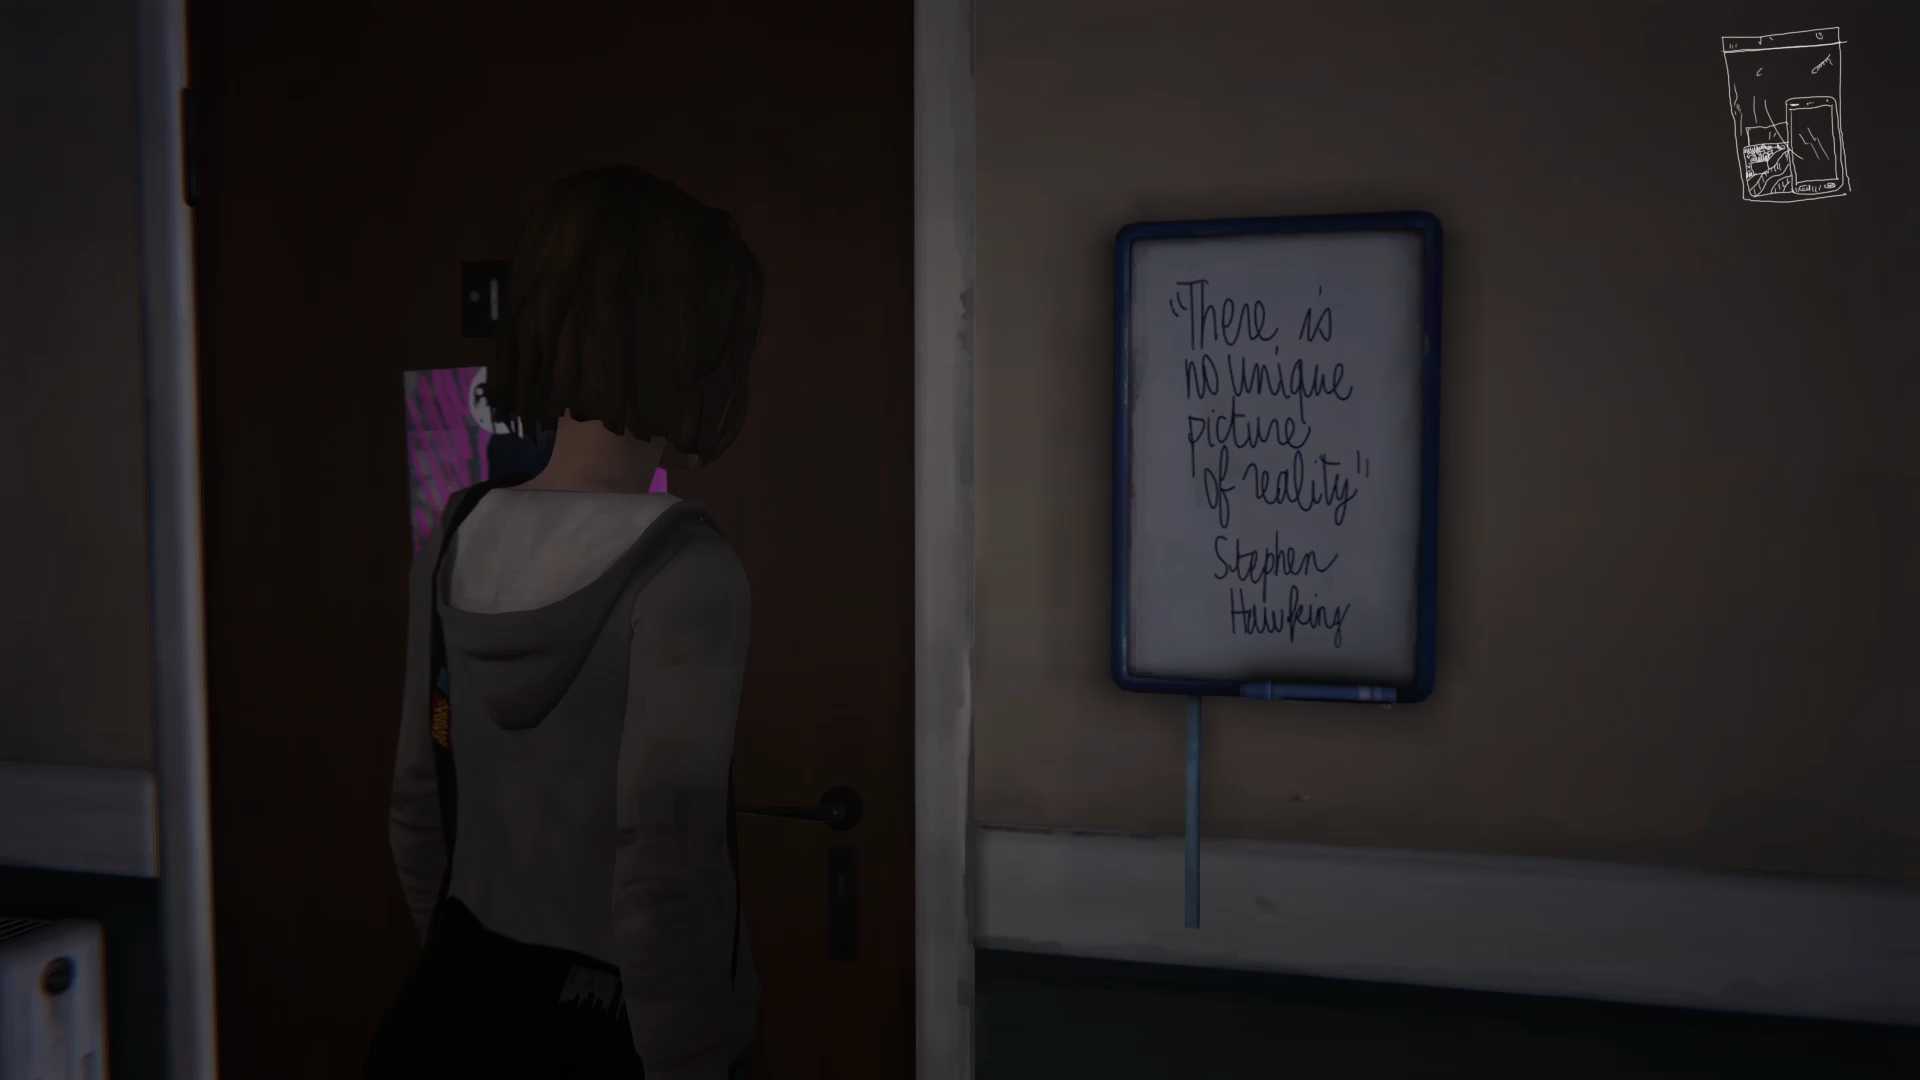 "There is
no unique
picture
of reality"
Stephen
Hawking